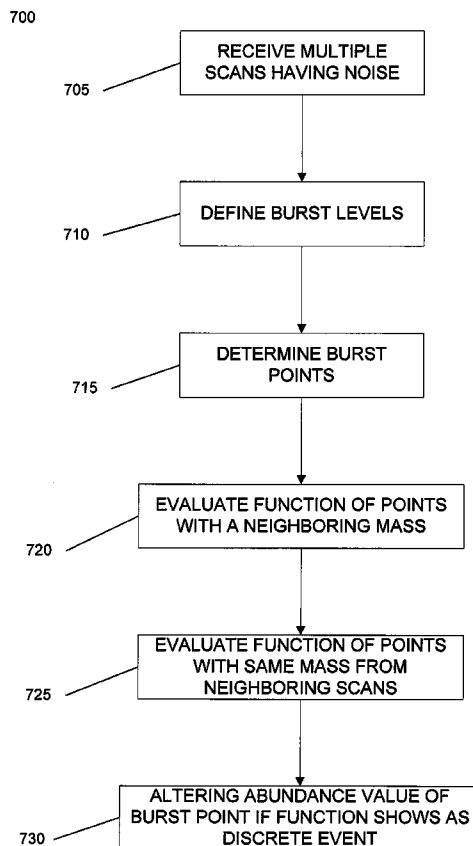 700
RECEIVE MULTIPLE
SCANS HAVING NOISE
705
DEFINE BURST LEVELS
710
DETERMINE BURST
POINTS
715
EVALUATE FUNCTION OF POINTS
WITH A NEIGHBORING MASS
720
EVALUATE FUNCTION OF POINTS
WITH SAME MASS FROM
NEIGHBORING SCANS
725
ALTERING ABUNDANCE VALUE OF
BURST POINT IF FUNCTION SHOWS AS
DISCRETE EVENT
730